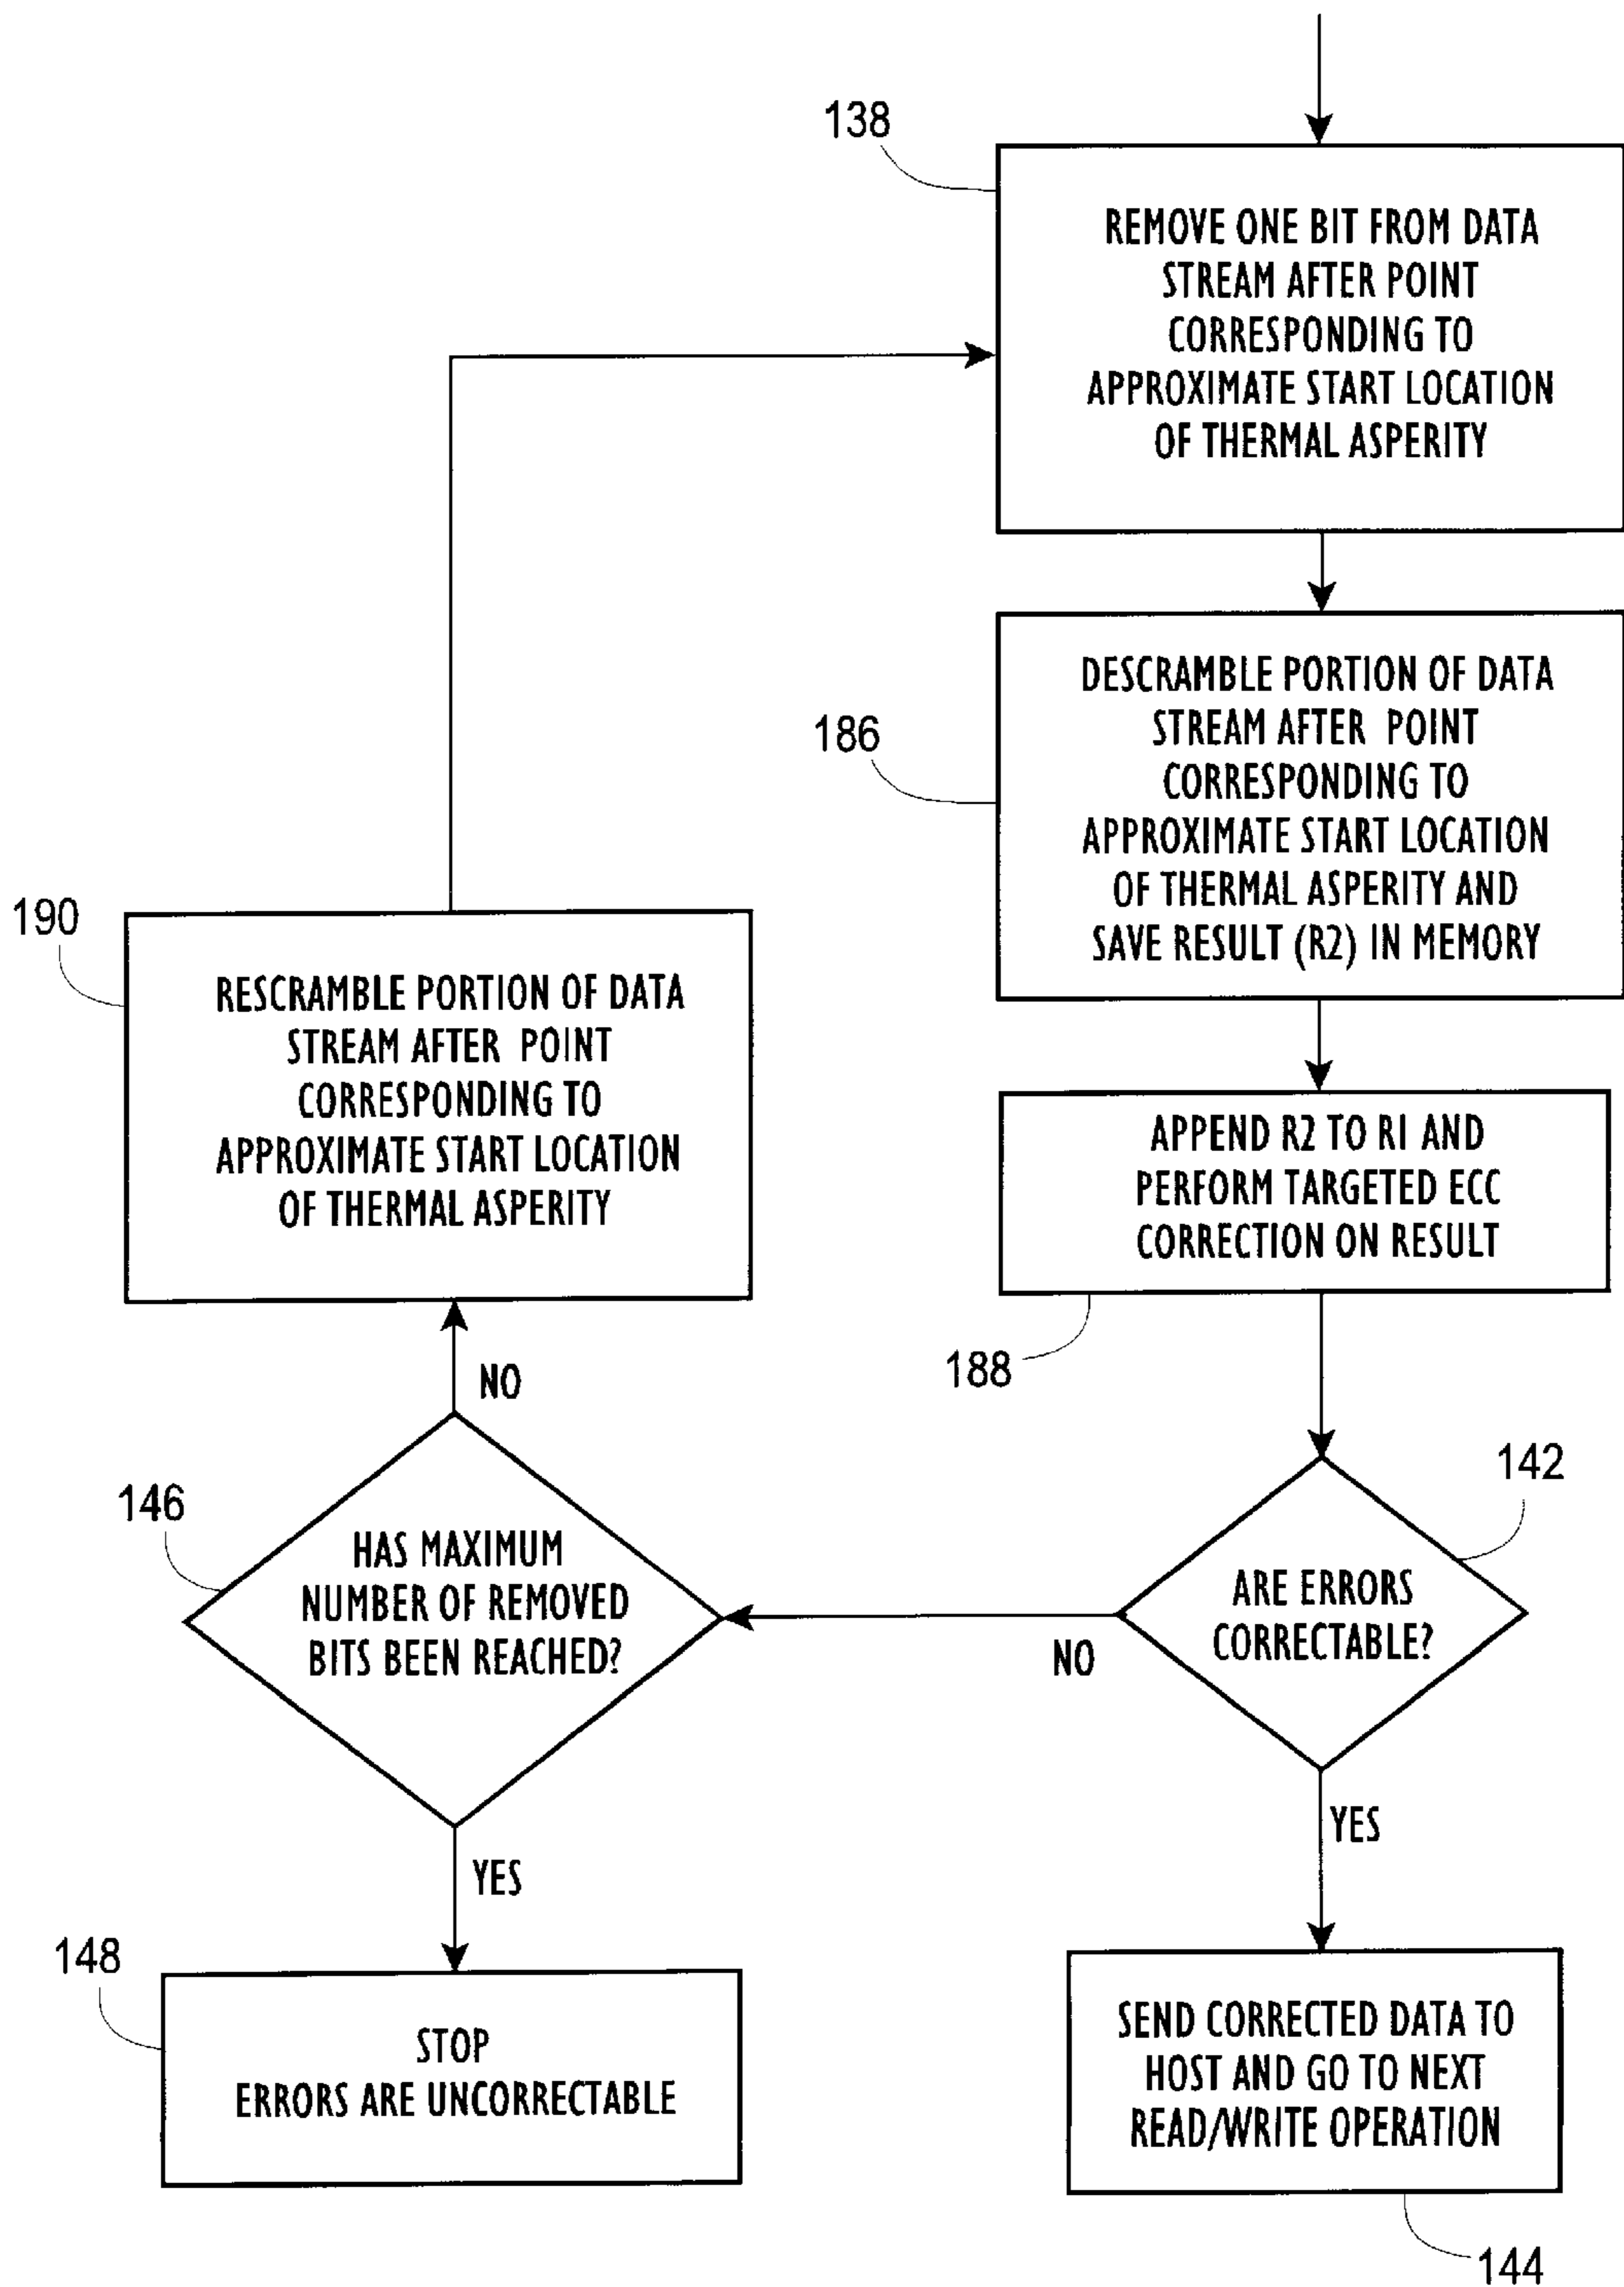 138
REMOVE ONE BIT FROM DATA
STREAM AFTER POINT
CORRESPONDING TO
APPROXIMATE START LOCATION
OF THERMAL ASPERITY
186
DESCRAMBLE PORTION OF DATA
STREAM AFTER POINT
CORRESPONDING TO
APPROXIMATE START LOCATION
OF THERMAL ASPERITY AND
SAVE RESULT (R2) IN MEMORY
190
RESCRAMBLE PORTION OF DATA
STREAM AFTER POINT
CORRESPONDING TO
APPROXIMATE START LOCATION
OF THERMAL ASPERITY
APPEND R2 TO R1 AND
PERFORM TARGETED ECC
CORRECTION ON RESULT
188
NO
142
146
HAS MAXIMUM
NUMBER OF REMOVED
BITS BEEN REACHED?
ARE ERRORS
CORRECTABLE?
NO
YES
YES
148
STOP
ERRORS ARE UNCORRECTABLE
SEND CORRECTED DATA TO
HOST AND GO TO NEXT
READ/WRITE OPERATION
144